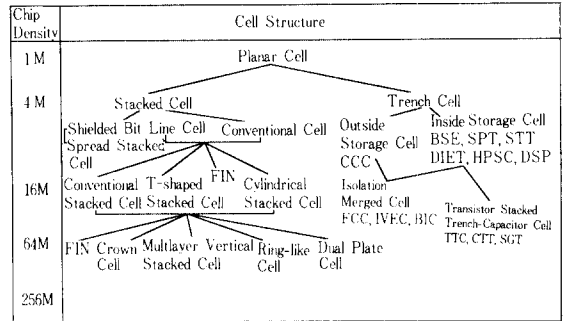 Chip
Density
Cell Structure
1 M
Planar Cell
4 M
Stacked Cell
Trench Cell
Shielded Bit Line Cell
Spread Stacked
Cell
Conventional Cell
Outside
Storage Cell
CCC
Inside Storage Cell
BSE, SPT, STT
DIET, HPSC, DSP
16M
Conventional
Stacked Cell
T-shaped
Stacked Cell
FIN
Cylindrical
Stacked Cell
Isolation
Merged Cell
FCC, IVEC, BIC
Transistor Stacked
Trench-Capacitor Cell
TTC, CTT, SGT
64M
FIN Crown
Cell
Multilayer Vertical
Stacked Cell
Ring-like
Cell
Dual Plate
Cell
256M